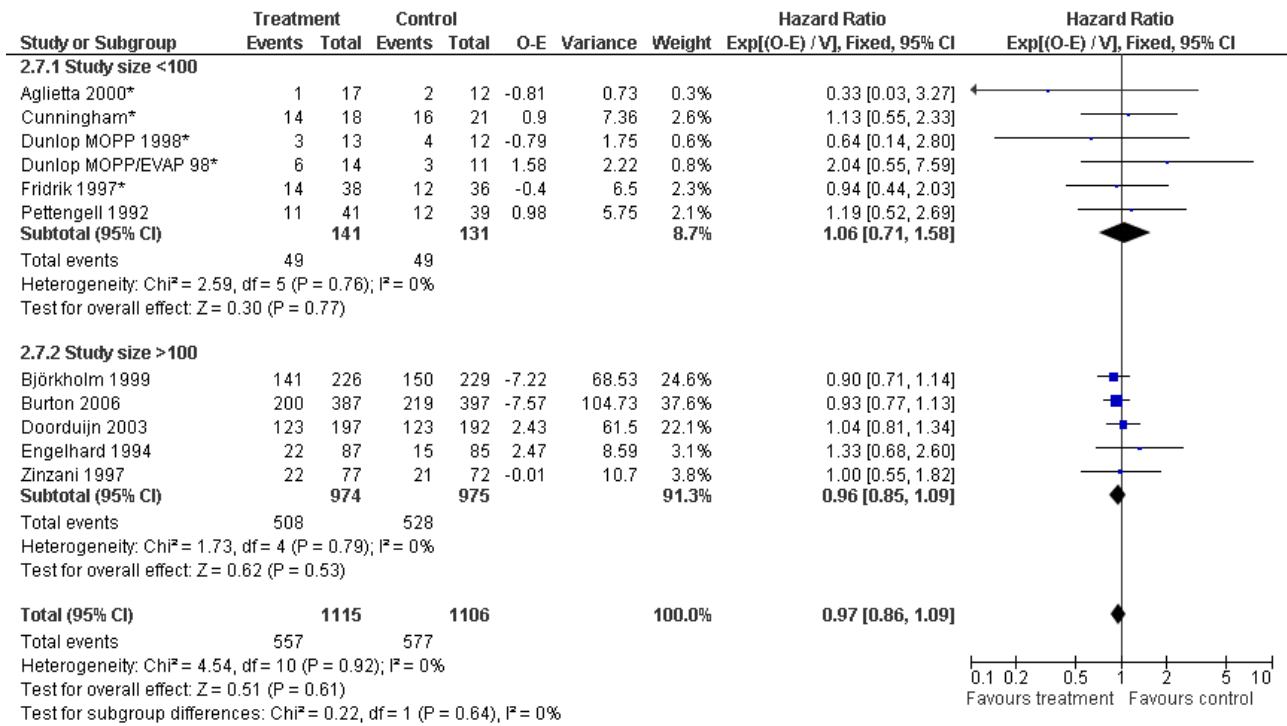 Treatment Control Hazard Ratio Hazard Ratio
Study or Subgroup Events Total Events Total O-E Variance Weight Exp[(O-E) / V], Fixed, 95% CI Exp[(O-E) / V], Fixed, 95% CI
2.7.1 Study size <100
Aglietta 2000* 1 17 2 12 -0.81 0.73 0.3% 0.33 [0.03, 3.27]
Cunningham* 14 18 16 21 0.9 7.36 2.6% 1.13 [0.55, 2.33]
Dunlop MOPP 1998* 3 13 4 12 -0.79 1.75 0.6% 0.64 [0.14, 2.80]
Dunlop MOPP/EVAP 98* 6 14 3 11 1.58 2.22 0.8% 2.04 [0.55, 7.59]
Fridrik 1997* 14 38 12 36 -0.4 6.5 2.3% 0.94 [0.44, 2.03]
Pettengell 1992 11 41 12 39 0.98 5.75 2.1% 1.19 [0.52, 2.69]
Subtotal (95% CI) 141 131 8.7% 1.06 [0.71, 1.58]
Total events 49 49
Heterogeneity: Chi² = 2.59, df = 5 (P = 0.76); I² = 0%
Test for overall effect: Z = 0.30 (P = 0.77)
2.7.2 Study size >100
Björkholm 1999 141 226 150 229 -7.22 68.53 24.6% 0.90 [0.71, 1.14]
Burton 2006 200 387 219 397 -7.57 104.73 37.6% 0.93 [0.77, 1.13]
Doorduijn 2003 123 197 123 192 2.43 61.5 22.1% 1.04 [0.81, 1.34]
Engelhard 1994 22 87 15 85 2.47 8.59 3.1% 1.33 [0.68, 2.60]
Zinzani 1997 22 77 21 72 -0.01 10.7 3.8% 1.00 [0.55, 1.82]
Subtotal (95% CI) 974 975 91.3% 0.96 [0.85, 1.09]
Total events 508 528
Heterogeneity: Chi² = 1.73, df = 4 (P = 0.79); I² = 0%
Test for overall effect: Z = 0.62 (P = 0.53)
Total (95% CI) 1115 1106 100.0% 0.97 [0.86, 1.09]
Total events 557 577
Heterogeneity: Chi² = 4.54, df = 10 (P = 0.92); I² = 0%
Test for overall effect: Z = 0.51 (P = 0.61)
Test for subgroup differences: Chi² = 0.22, df = 1 (P = 0.64), I² = 0%
0.1 0.2 0.5 1 2 5 10
Favours treatment Favours control